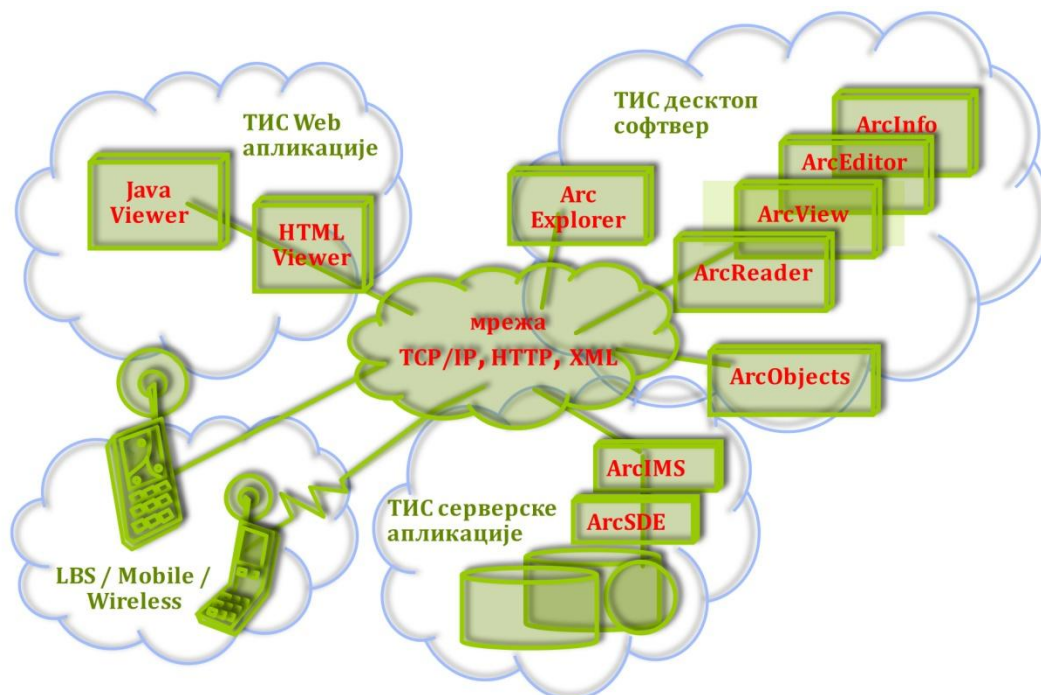 ТИС Web
апликације
Java
Viewer
HTML
Viewer
ТИС десктоп
софтвер
ArcInfo
ArcEditor
ArcView
ArcReader
Arc
Explorer
мрежа
TCP/IP, HTTP, XML
ArcObjects
ArcIMS
ArcSDE
ТИС серверске
апликације
LBS / Mobile /
Wireless